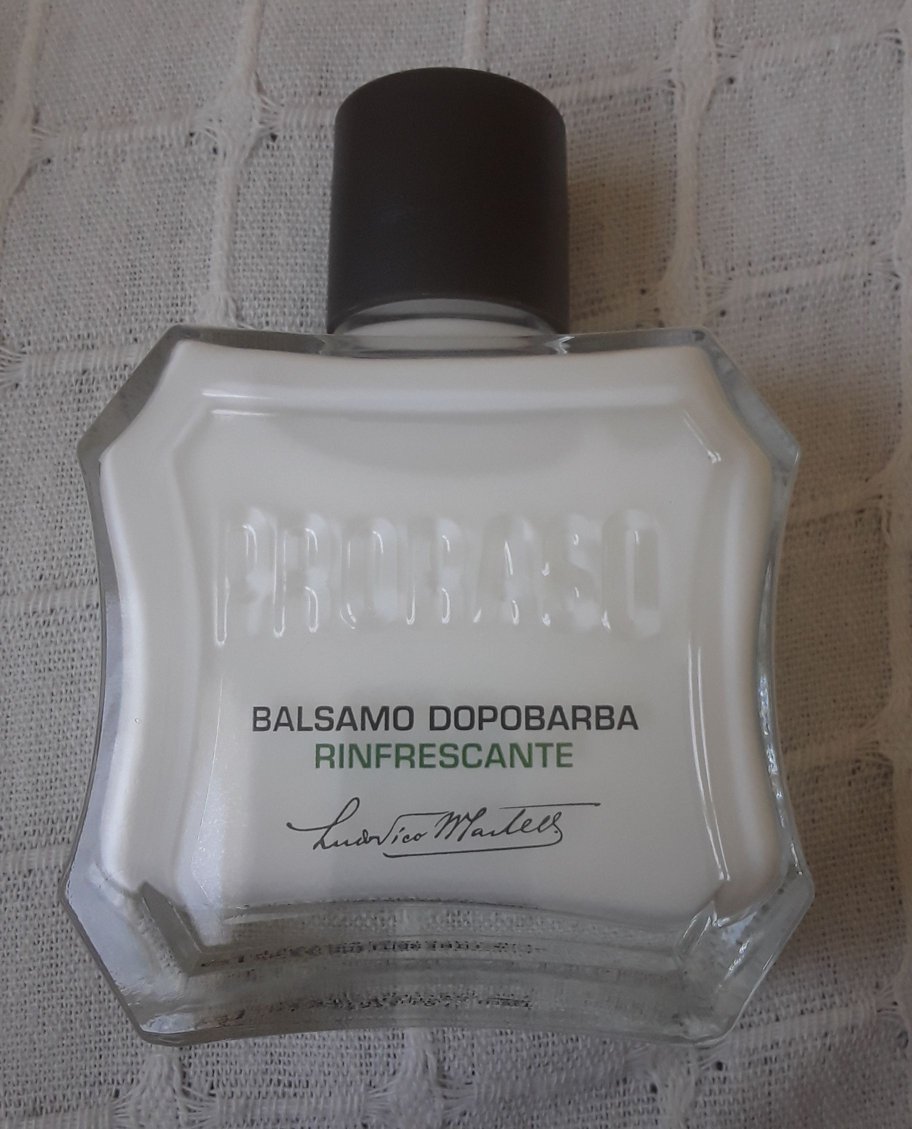 PRORASO
BALSAMO DOPOBARBA
RINFRESCANTE
Ludovico Martelli